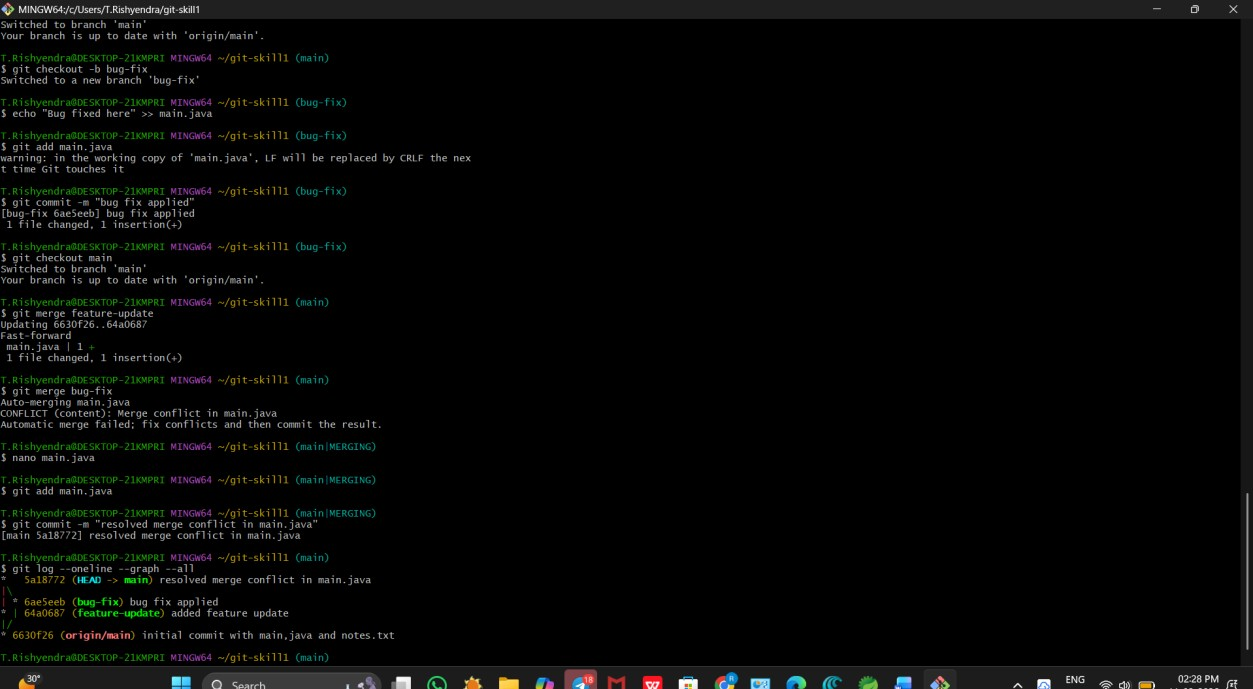 MINGW64:/c/Users/T.Rishyendra/git-skill1
Switched to branch 'main'
Your branch is up to date with 'origin/main'.
T.Rishyendra@DESKTOP-21KMPRI MINGW64 ~/git-skill1 (main)
$ git checkout -b bug-fix
Switched to a new branch 'bug-fix'
T.Rishyendra@DESKTOP-21KMPRI MINGW64 ~/git-skill1 (bug-fix)
$ echo "Bug fixed here" >> main.java
T.Rishyendra@DESKTOP-21KMPRI MINGW64 ~/git-skill1 (bug-fix)
$ git add main.java
warning: in the working copy of 'main.java', LF will be replaced by CRLF the nex
t time Git touches it
T.Rishyendra@DESKTOP-21KMPRI MINGW64 ~/git-skill1 (bug-fix)
$ git commit -m "bug fix applied"
[bug-fix 6ae5eeb] bug fix applied
 1 file changed, 1 insertion(+)
T.Rishyendra@DESKTOP-21KMPRI MINGW64 ~/git-skill1 (bug-fix)
$ git checkout main
Switched to branch 'main'
Your branch is up to date with 'origin/main'.
T.Rishyendra@DESKTOP-21KMPRI MINGW64 ~/git-skill1 (main)
$ git merge feature-update
Updating 6630f26..64a0687
Fast-forward
 main.java | 1 +
 1 file changed, 1 insertion(+)
T.Rishyendra@DESKTOP-21KMPRI MINGW64 ~/git-skill1 (main)
$ git merge bug-fix
Auto-merging main.java
CONFLICT (content): Merge conflict in main.java
Automatic merge failed; fix conflicts and then commit the result.
T.Rishyendra@DESKTOP-21KMPRI MINGW64 ~/git-skill1 (main|MERGING)
$ nano main.java
T.Rishyendra@DESKTOP-21KMPRI MINGW64 ~/git-skill1 (main|MERGING)
$ git add main.java
T.Rishyendra@DESKTOP-21KMPRI MINGW64 ~/git-skill1 (main|MERGING)
$ git commit -m "resolved merge conflict in main.java"
[main 5a18772] resolved merge conflict in main.java
T.Rishyendra@DESKTOP-21KMPRI MINGW64 ~/git-skill1 (main)
$ git log --oneline --graph --all
*   5a18772 (HEAD -> main) resolved merge conflict in main.java
|\
| * 6ae5eeb (bug-fix) bug fix applied
* | 64a0687 (feature-update) added feature update
|/
* 6630f26 (origin/main) initial commit with main,java and notes.txt
T.Rishyendra@DESKTOP-21KMPRI MINGW64 ~/git-skill1 (main)
30°
Search
18
R
ENG
02:28 PM